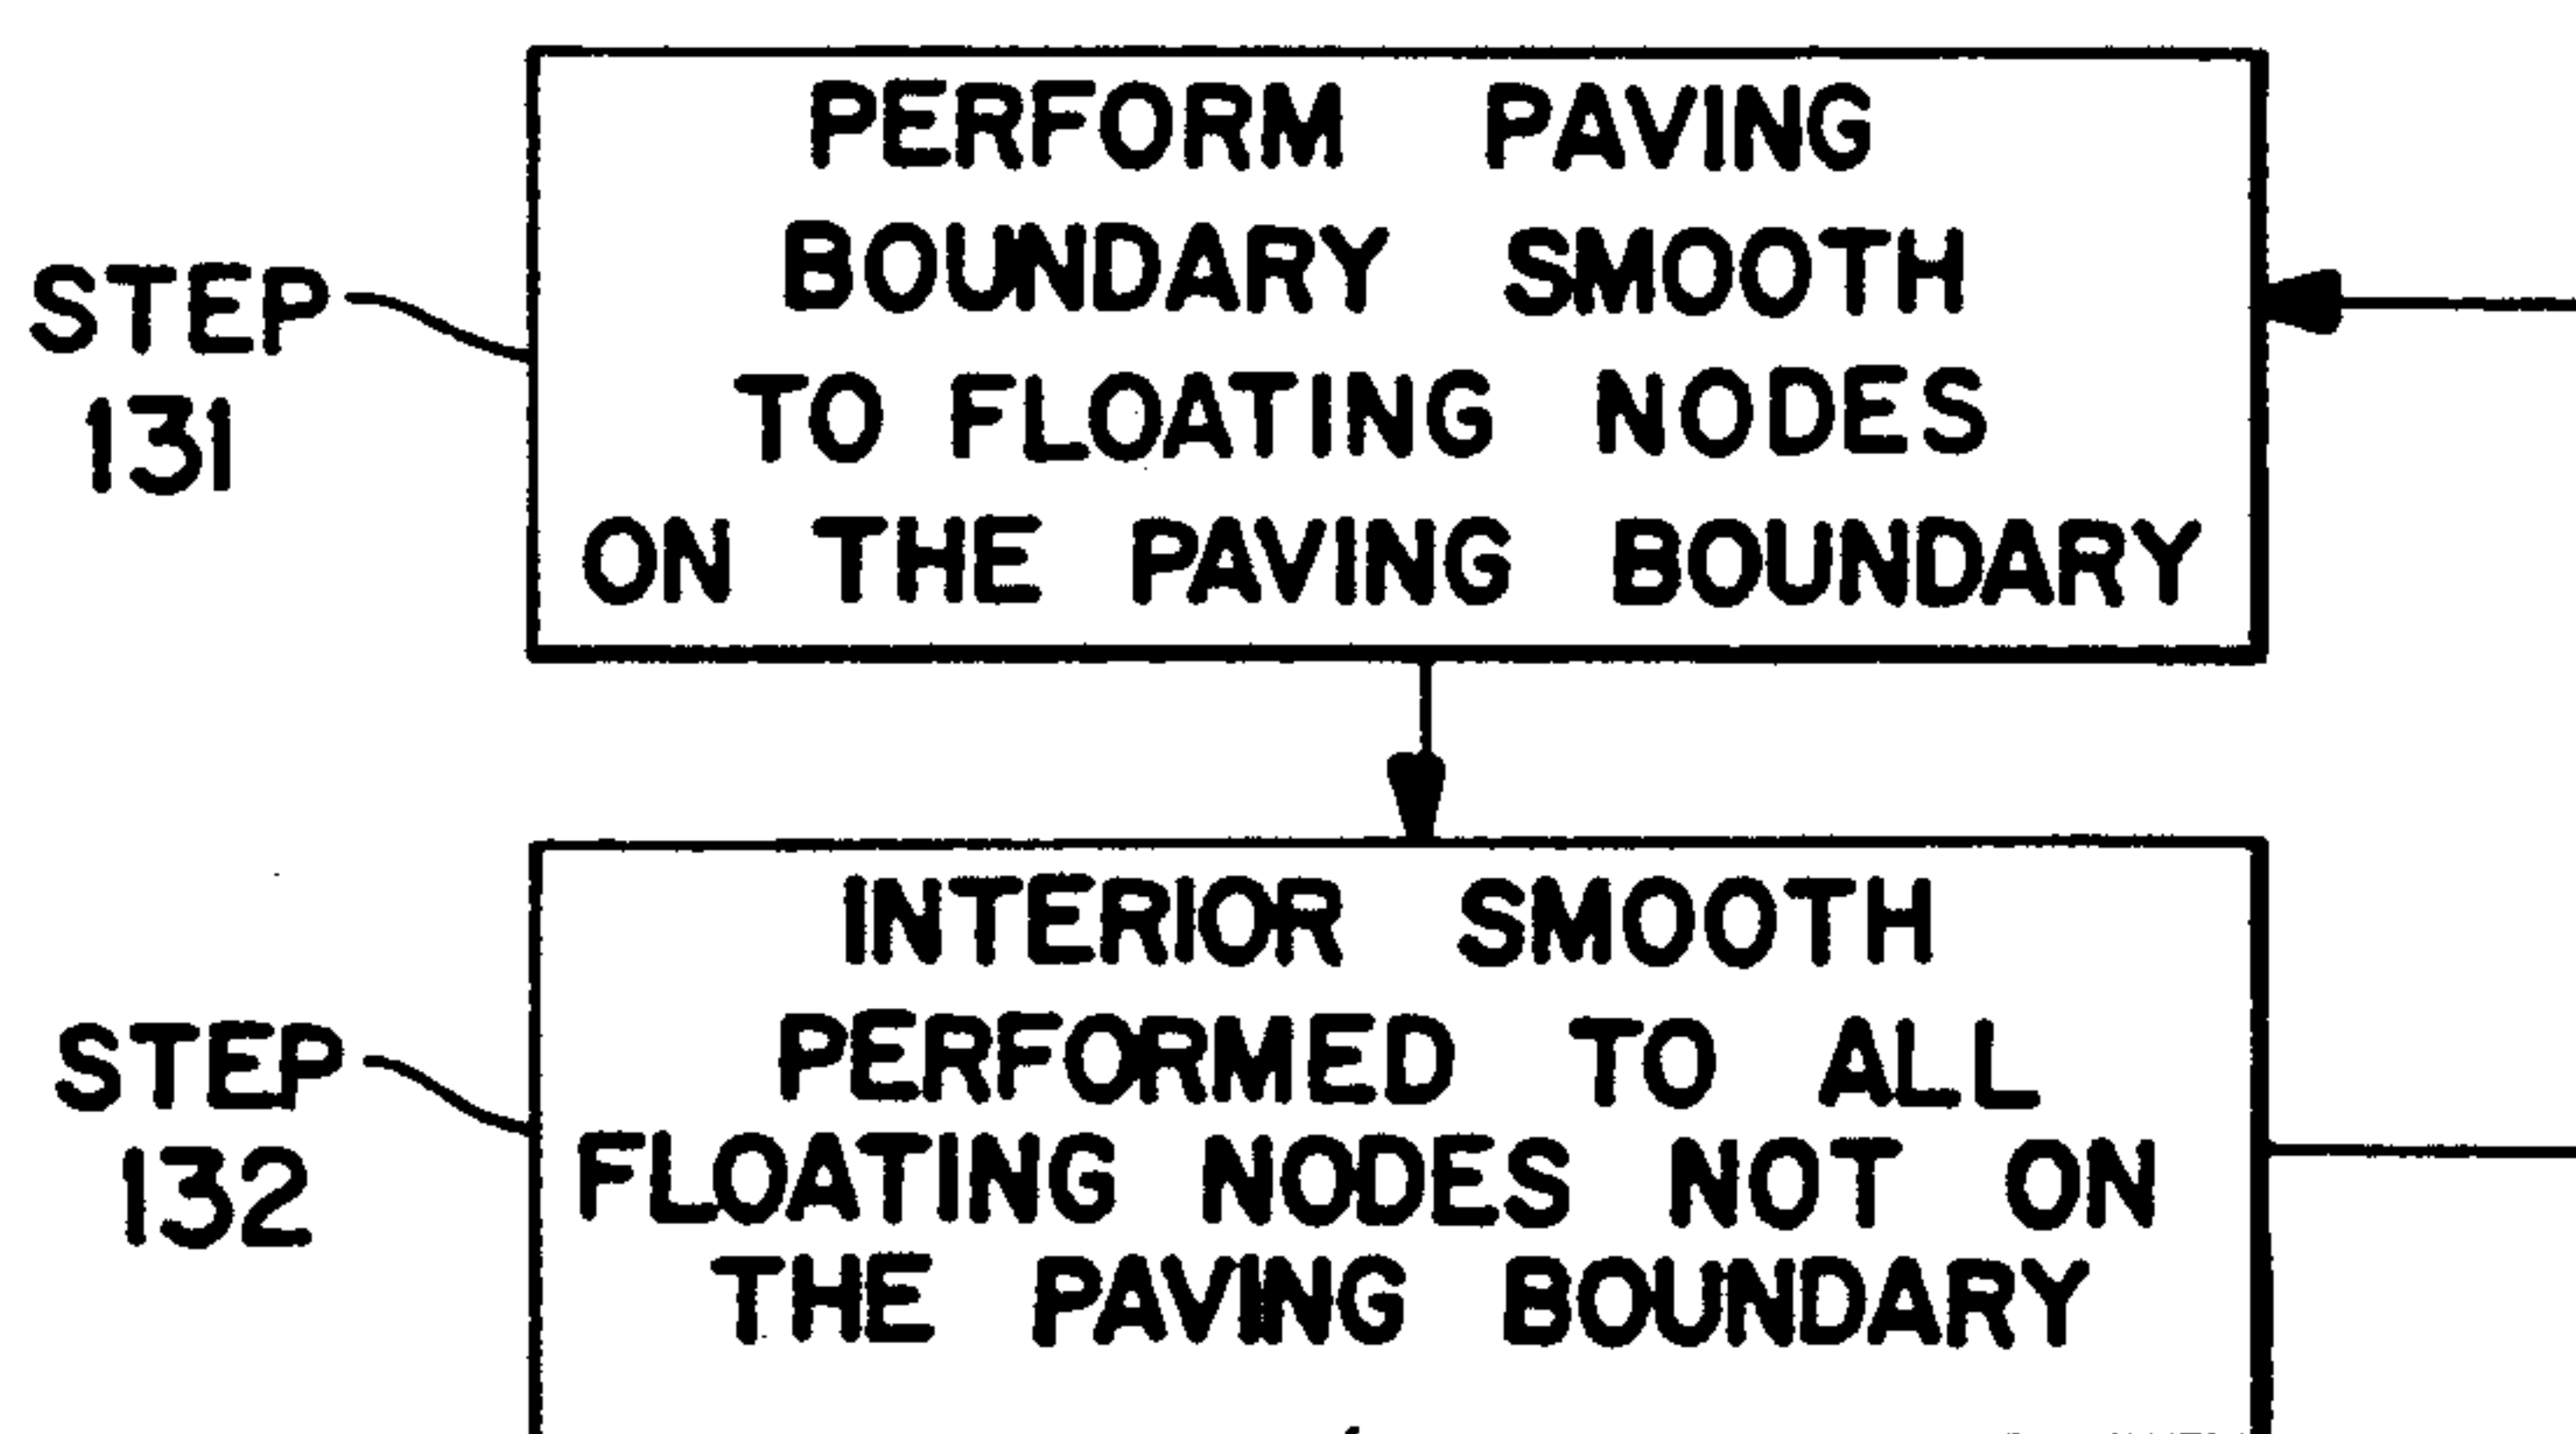 PERFORM PAVING
BOUNDARY SMOOTH
TO FLOATING NODES
ON THE PAVING BOUNDARY
STEP
131
INTERIOR SMOOTH
PERFORMED TO ALL
FLOATING NODES NOT ON
THE PAVING BOUNDARY
STEP
132